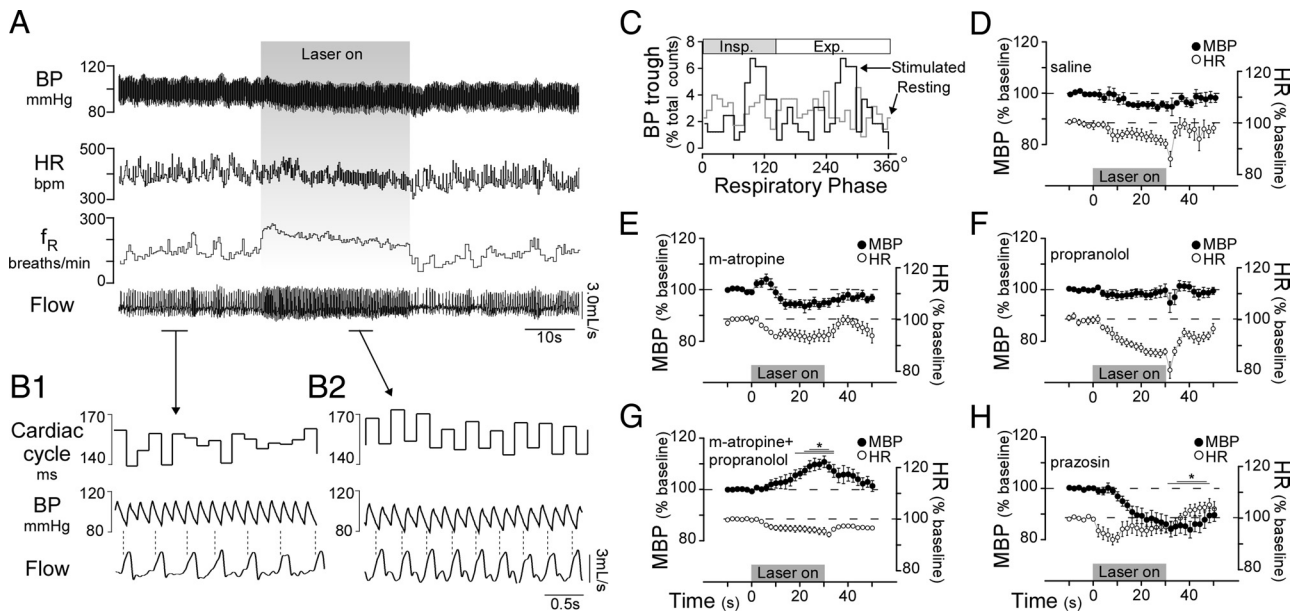 A
Laser on
BP
mmHg
120
80
HR
bpm
500
300
fR
breaths/min
300
0
Flow
3.0mL/s
10s
B1
B2
Cardiac
cycle
ms
170
140
170
140
BP
mmHg
120
80
120
80
Flow
3mL/s
0.5s
C
Insp.
Exp.
BP trough
(% total counts)
8
6
4
2
0
Stimulated
Resting
0
120
240
360
°
Respiratory Phase
D
saline
MBP
HR
MBP (% baseline)
120
100
80
HR (% baseline)
120
100
80
Laser on
0
20
40
E
m-atropine
MBP
HR
MBP (% baseline)
120
100
80
HR (% baseline)
120
100
80
Laser on
0
20
40
F
propranolol
MBP
HR
MBP (% baseline)
120
100
80
HR (% baseline)
120
100
80
Laser on
0
20
40
G
m-atropine+
propranolol
*
MBP
HR
MBP (% baseline)
120
100
80
HR (% baseline)
120
100
80
Laser on
Time (s)
0
20
40
H
prazosin
*
MBP
HR
MBP (% baseline)
120
100
80
HR (% baseline)
120
100
80
Laser on
Time (s)
0
20
40